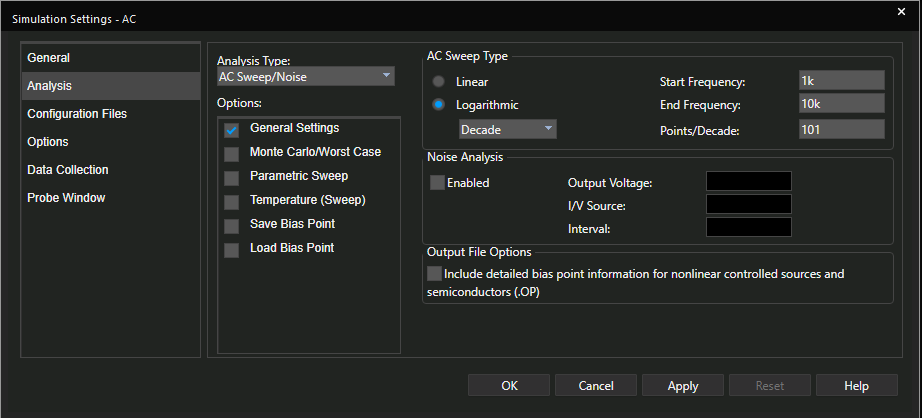 Simulation Settings - AC
General
Analysis
Configuration Files
Options
Data Collection
Probe Window
Analysis Type:
AC Sweep/Noise
Options:
General Settings
Monte Carlo/Worst Case
Parametric Sweep
Temperature (Sweep)
Save Bias Point
Load Bias Point
AC Sweep Type
Linear
Logarithmic
Decade
Start Frequency: 1k
End Frequency: 10k
Points/Decade: 101
Noise Analysis
Enabled
Output Voltage:
I/V Source:
Interval:
Output File Options
Include detailed bias point information for nonlinear controlled sources and
semiconductors (.OP)
OK Cancel Apply Reset Help